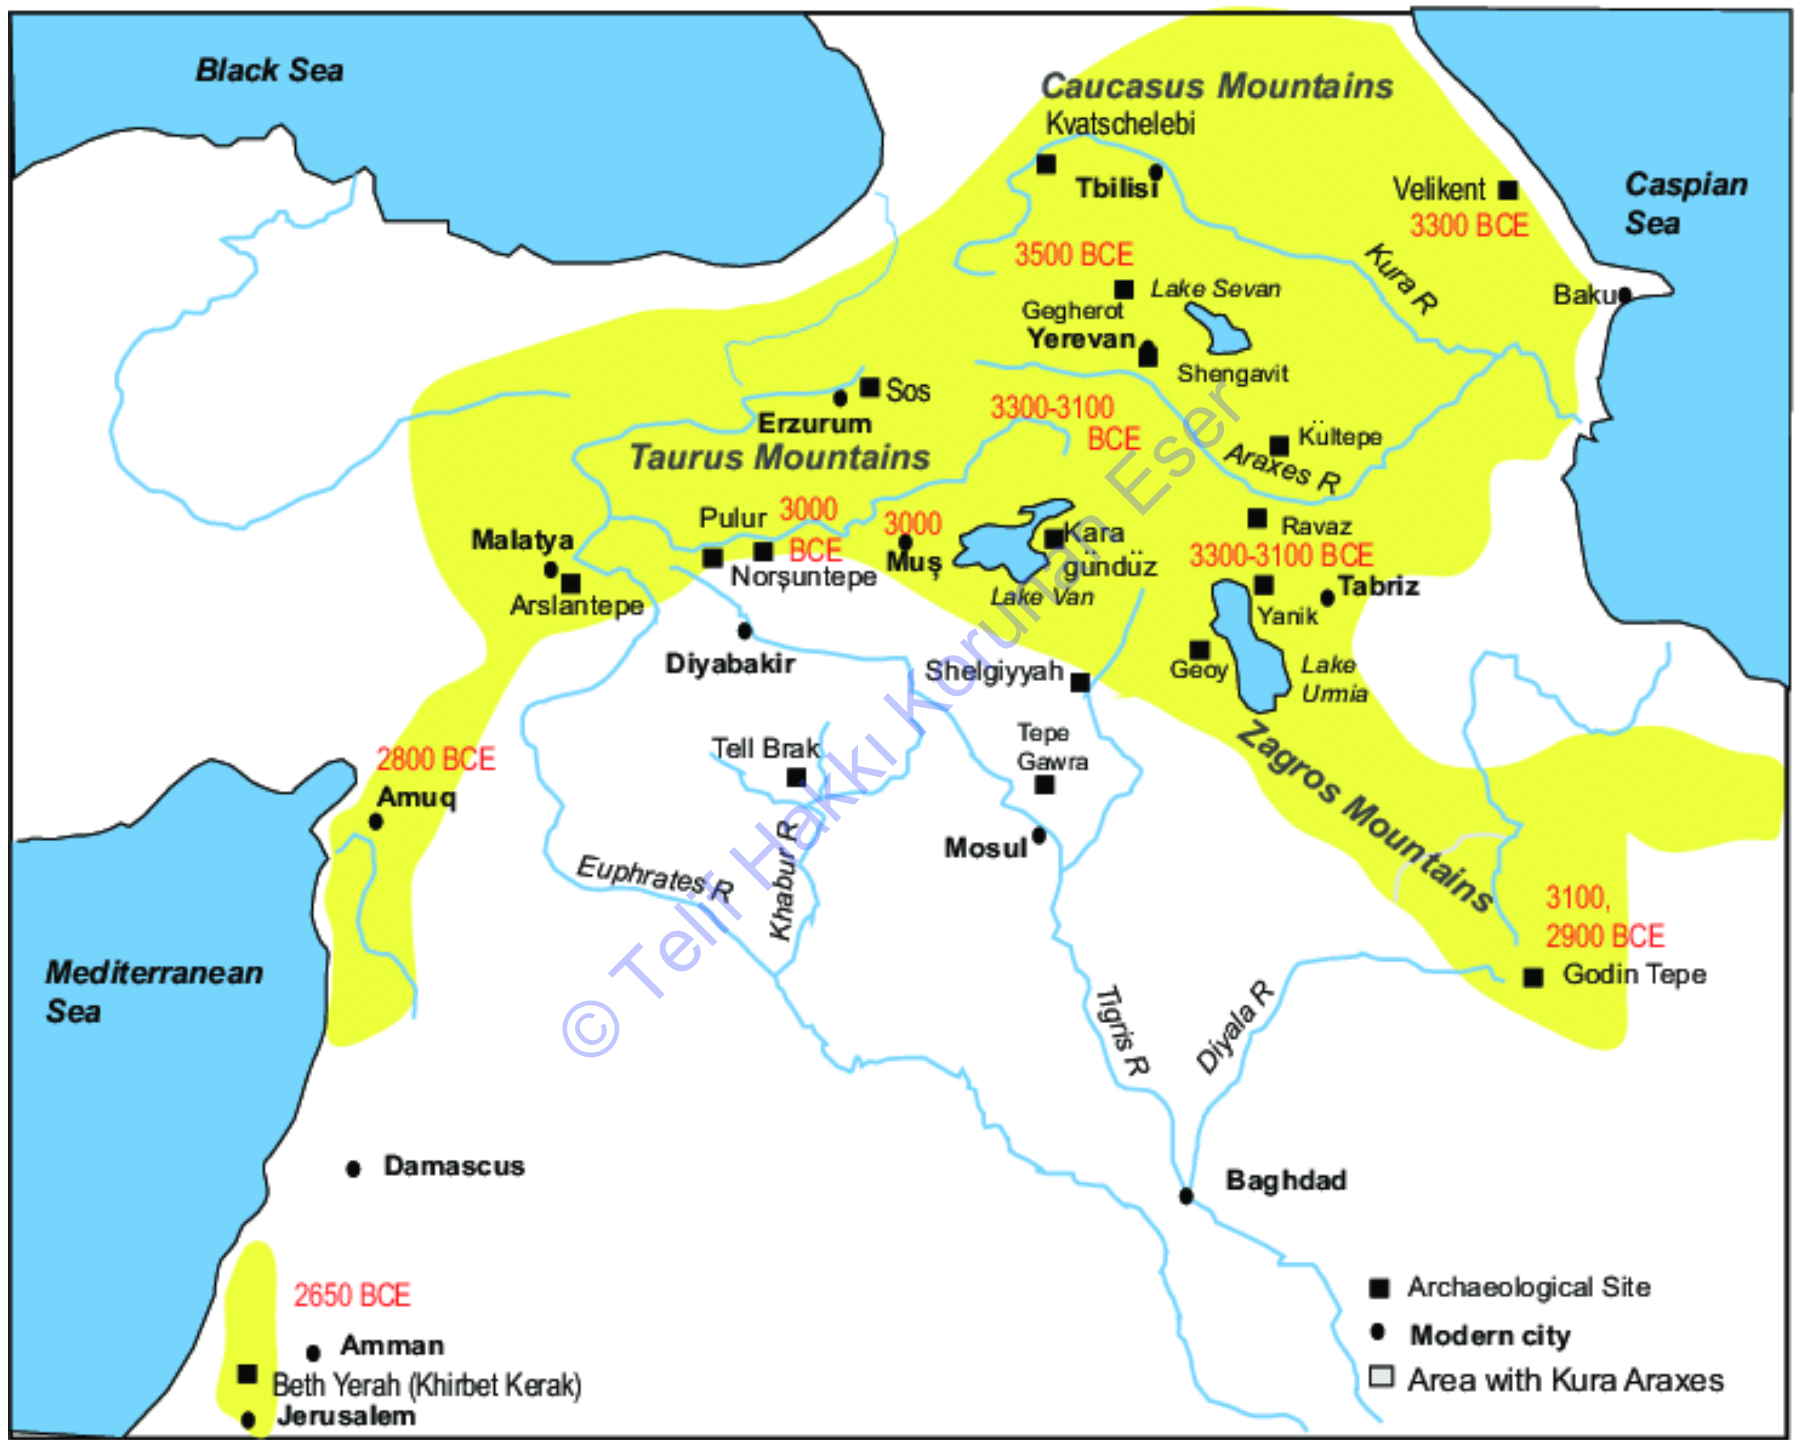 Black Sea
Caucasus Mountains
Kvatschelebi
Tbilisi
Velikent
3300 BCE
Caspian
Sea
3500 BCE
Kura R
Lake Sevan
Gegherot
Yerevan
Shengavit
Baku
Sos
Erzurum
3300-3100
BCE
Kültepe
Araxes R
Taurus Mountains
Pulur
3000
BCE
3000
Muş
Norşuntepe
Malatya
Arslantepe
Kara
gündüz
Lake Van
Ravaz
3300-3100 BCE
Yanik
Tabriz
Geoy
Lake
Urmia
Diyabakir
Shelgiyyah
Tell Brak
Tepe
Gawra
Mosul
Zagros Mountains
2800 BCE
Amuq
Euphrates R
Khabur R
3100,
2900 BCE
Godin Tepe
Mediterranean
Sea
Tigris R
Diyala R
Damascus
Baghdad
2650 BCE
Amman
Beth Yerah (Khirbet Kerak)
Jerusalem
Archaeological Site
Modern city
Area with Kura Araxes
© Telif Hakkı Korunan Eser